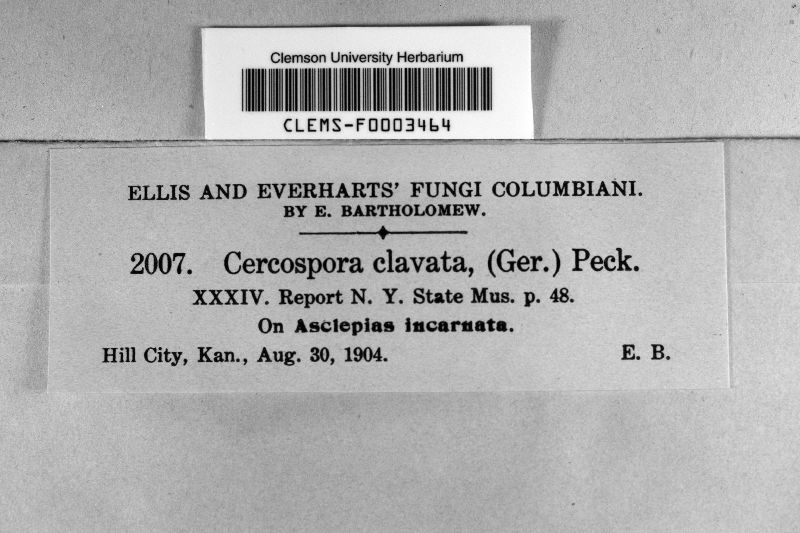 Clemson University Herbarium
CLEMS-F0003464
ELLIS AND EVERHARTS' FUNGI COLUMBIANI.
BY E. BARTHOLOMEW.
2007. Cercospora clavata, (Ger.) Peck.
XXXIV. Report N. Y. State Mus. p. 48.
On Asclepias incarnata.
Hill City, Kan., Aug. 30, 1904. E. B.